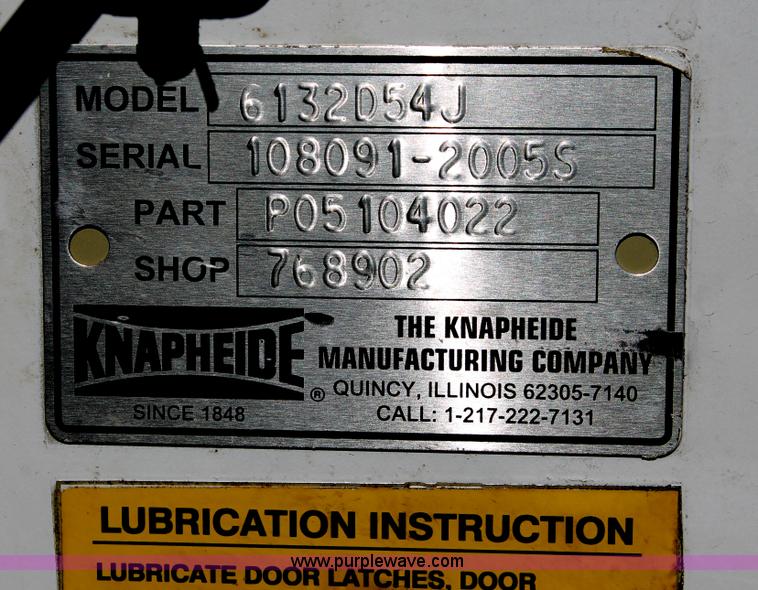 MODEL 6132D54J
SERIAL 108091-2005S
PART P05104022
SHOP 768902
KNAPHEIDE ®
SINCE 1848
THE KNAPHEIDE
MANUFACTURING COMPANY
QUINCY, ILLINOIS 62305-7140
CALL: 1-217-222-7131
LUBRICATION INSTRUCTION
www.purplewave.com
LUBRICATE DOOR LATCHES, DOOR